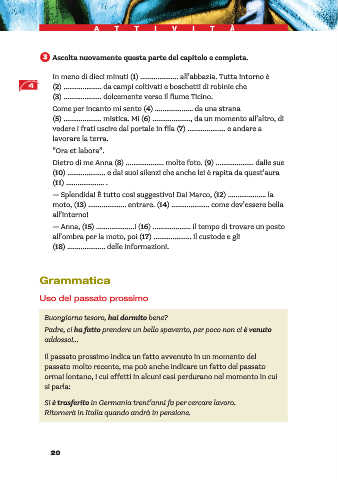 A T T I V I T À
3 Ascolta nuovamente questa parte del capitolo e completa.
4
In meno di dieci minuti (1) .................... all'abbazia. Tutta intorno è
(2) .................... da campi coltivati e boschetti di robinie che
(3) .................... dolcemente verso il fiume Ticino.
Come per incanto mi sento (4) .................... da una strana
(5) .................... mistica. Mi (6) ...................., da un momento all'altro, di
vedere i frati uscire dal portale in fila (7) .................... e andare a
lavorare la terra.
"Ora et labora".
Dietro di me Anna (8) .................... molte foto. (9) .................... dalle sue
(10) .................... e dai suoi silenzi che anche lei è rapita da quest'aura
(11) .................... .
— Splendida! È tutto così suggestivo! Dai Marco, (12) .................... la
moto, (13) .................... entrare. (14) .................... come dev'essere bella
all'interno!
— Anna, (15) ....................! (16) .................... il tempo di trovare un posto
all'ombra per la moto, poi (17) .................... il custode e gli
(18) .................... delle informazioni.
Grammatica
Uso del passato prossimo
Buongiorno tesoro, hai dormito bene?
Padre, ci ha fatto prendere un bello spavento, per poco non ci è venuto
addosso!...
Il passato prossimo indica un fatto avvenuto in un momento del
passato molto recente, ma può anche indicare un fatto del passato
ormai lontano, i cui effetti in alcuni casi perdurano nel momento in cui
si parla:
Si è trasferito in Germania trent'anni fa per cercare lavoro.
Ritornerà in Italia quando andrà in pensione.
20